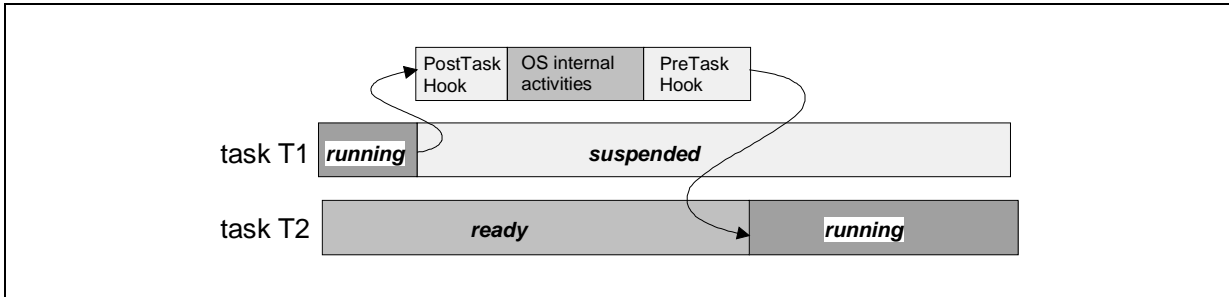 PostTask Hook
OS internal activities
PreTask Hook
task T1
running
suspended
task T2
ready
running